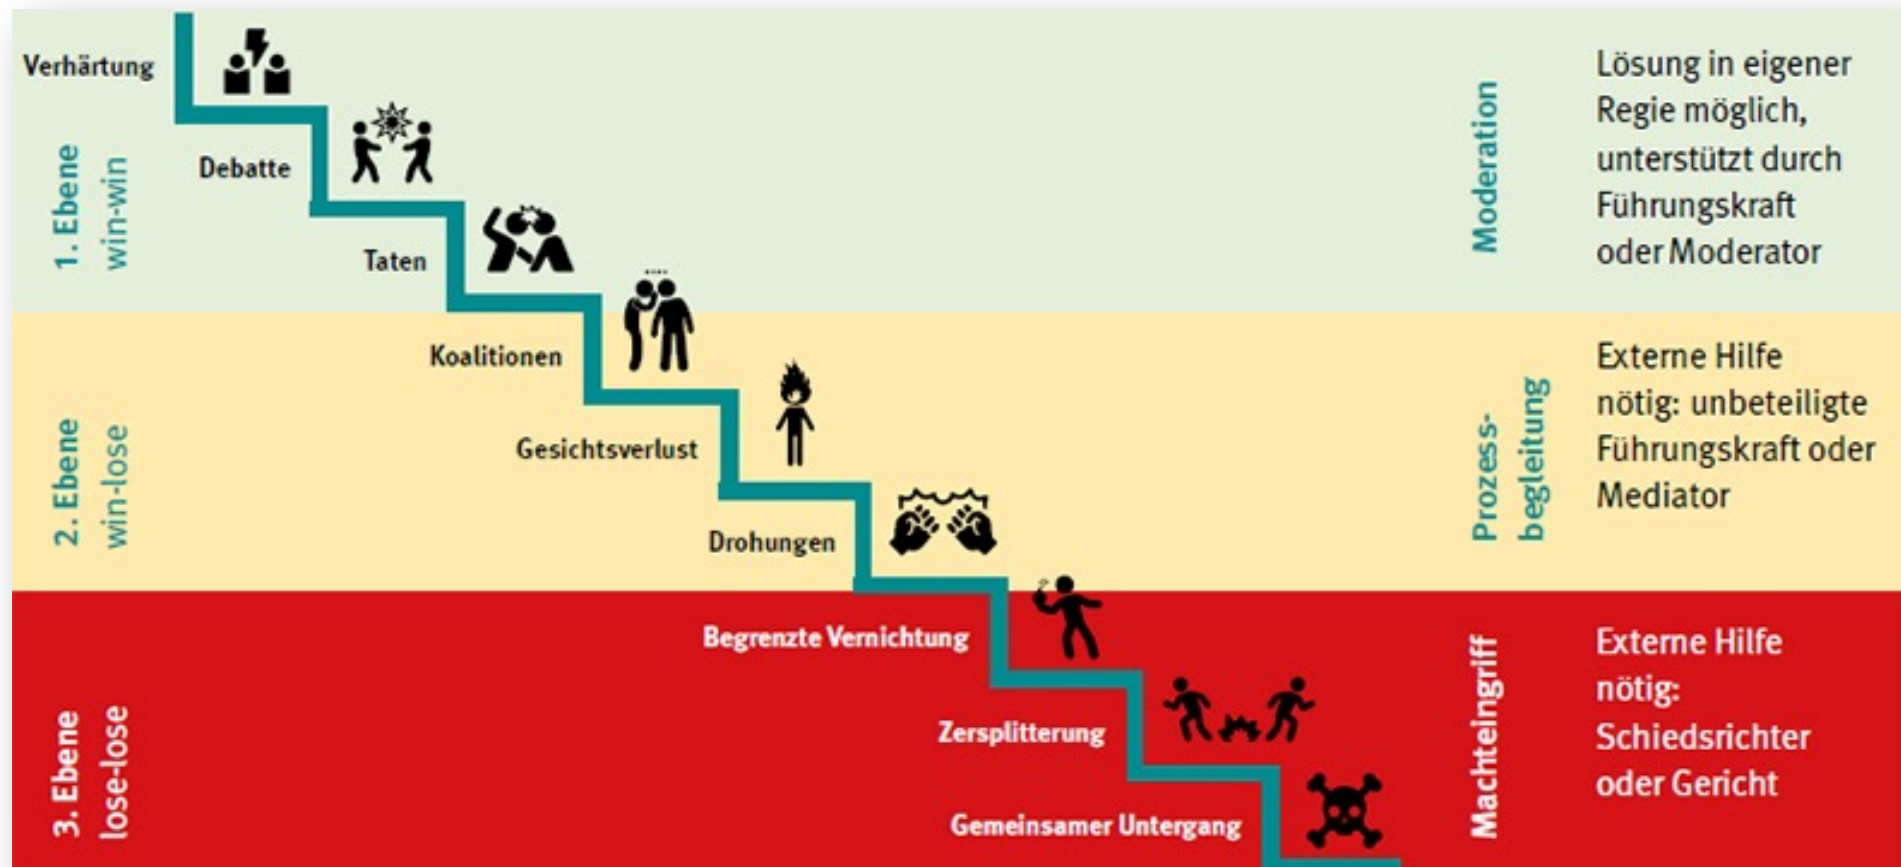 Verhärtung
Debatte
Taten
1. Ebene
win-win
Moderation
Lösung in eigener
Regie möglich,
unterstützt durch
Führungskraft
oder Moderator
Koalitionen
Gesichtsverlust
Drohungen
2. Ebene
win-lose
Prozess-
begleitung
Externe Hilfe
nötig: unbeteiligte
Führungskraft oder
Mediator
Begrenzte Vernichtung
Zersplitterung
Gemeinsamer Untergang
3. Ebene
lose-lose
Machteingriff
Externe Hilfe
nötig:
Schiedsrichter
oder Gericht